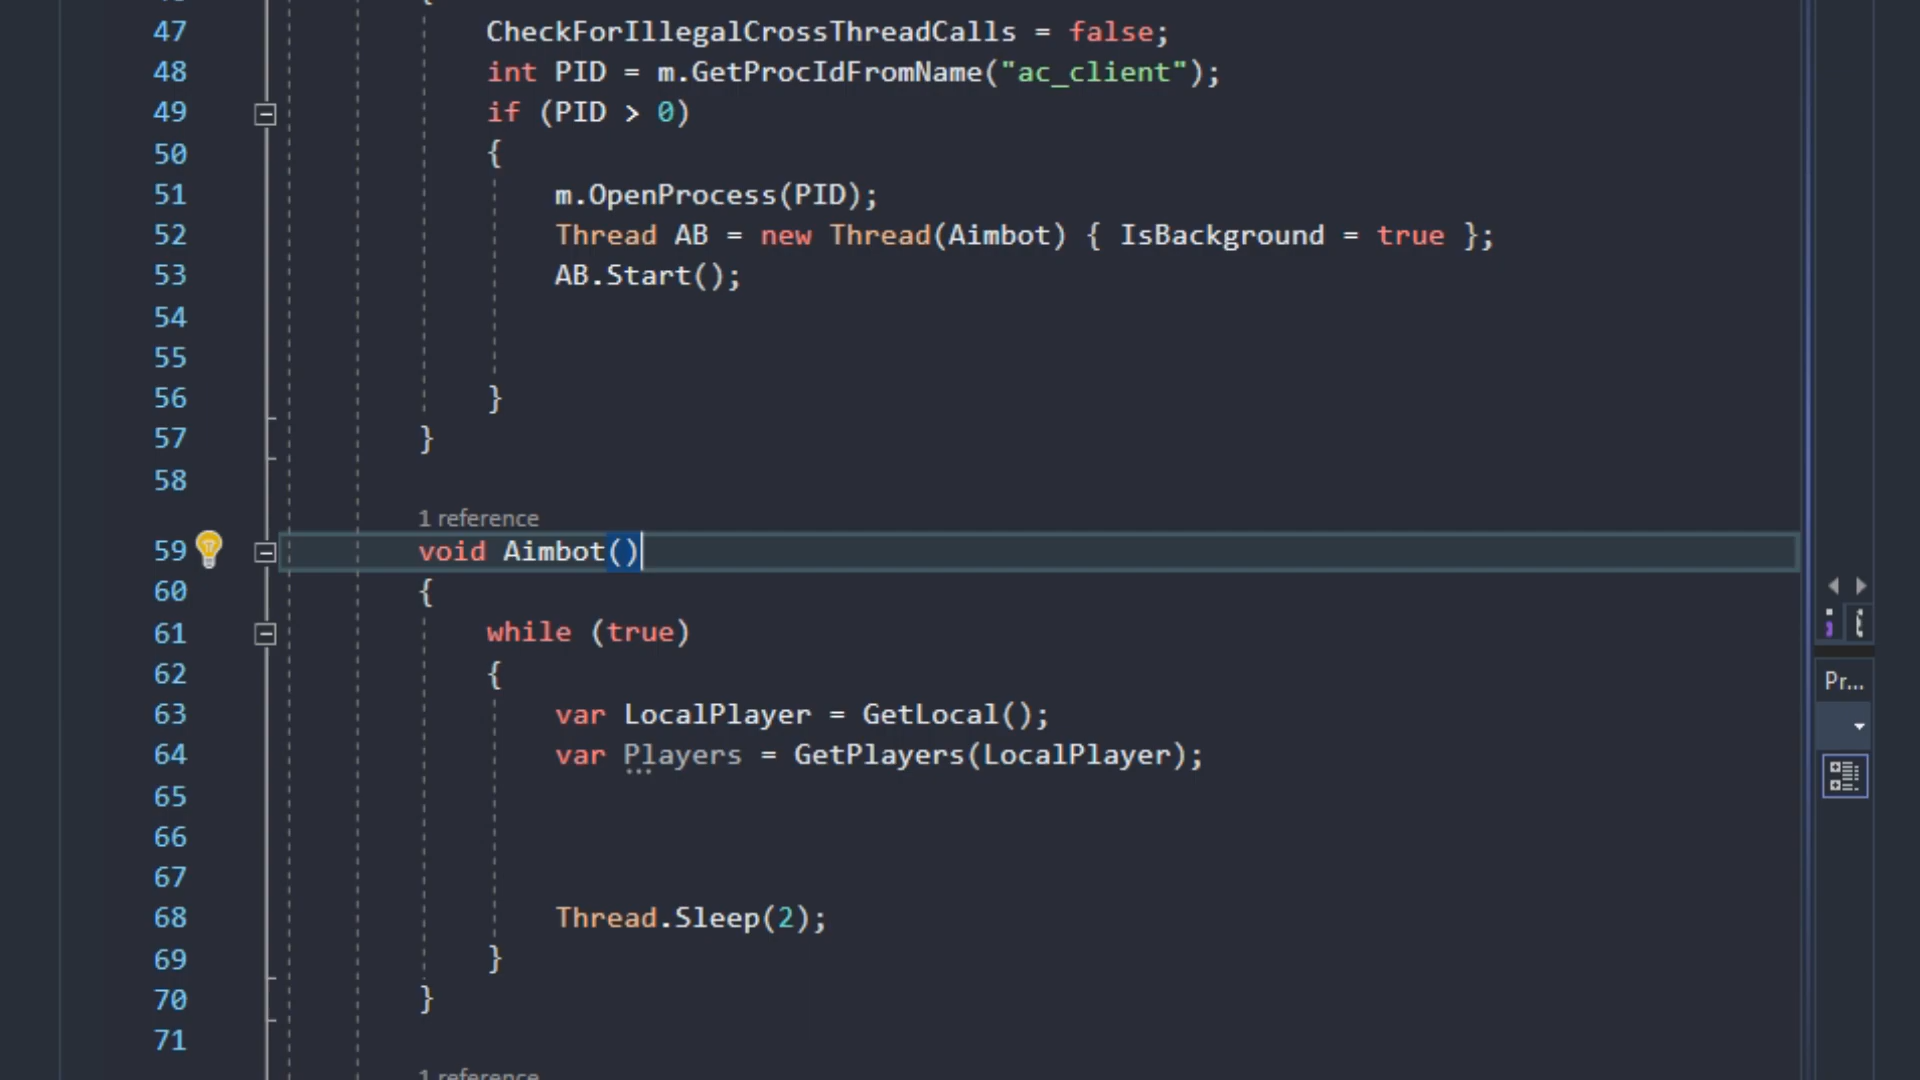 47 CheckForIllegalCrossThreadCalls = false;
48 int PID = m.GetProcIdFromName("ac_client");
49 if (PID > 0)
50 {
51 m.OpenProcess(PID);
52 Thread AB = new Thread(Aimbot) { IsBackground = true };
53 AB.Start();
54
55
56 }
57 }
58
1 reference
59 void Aimbot()
60 {
61 while (true)
62 {
63 var LocalPlayer = GetLocal();
64 var Players = GetPlayers(LocalPlayer);
65
66
67
68 Thread.Sleep(2);
69 }
70 }
71
1 reference
Pr...